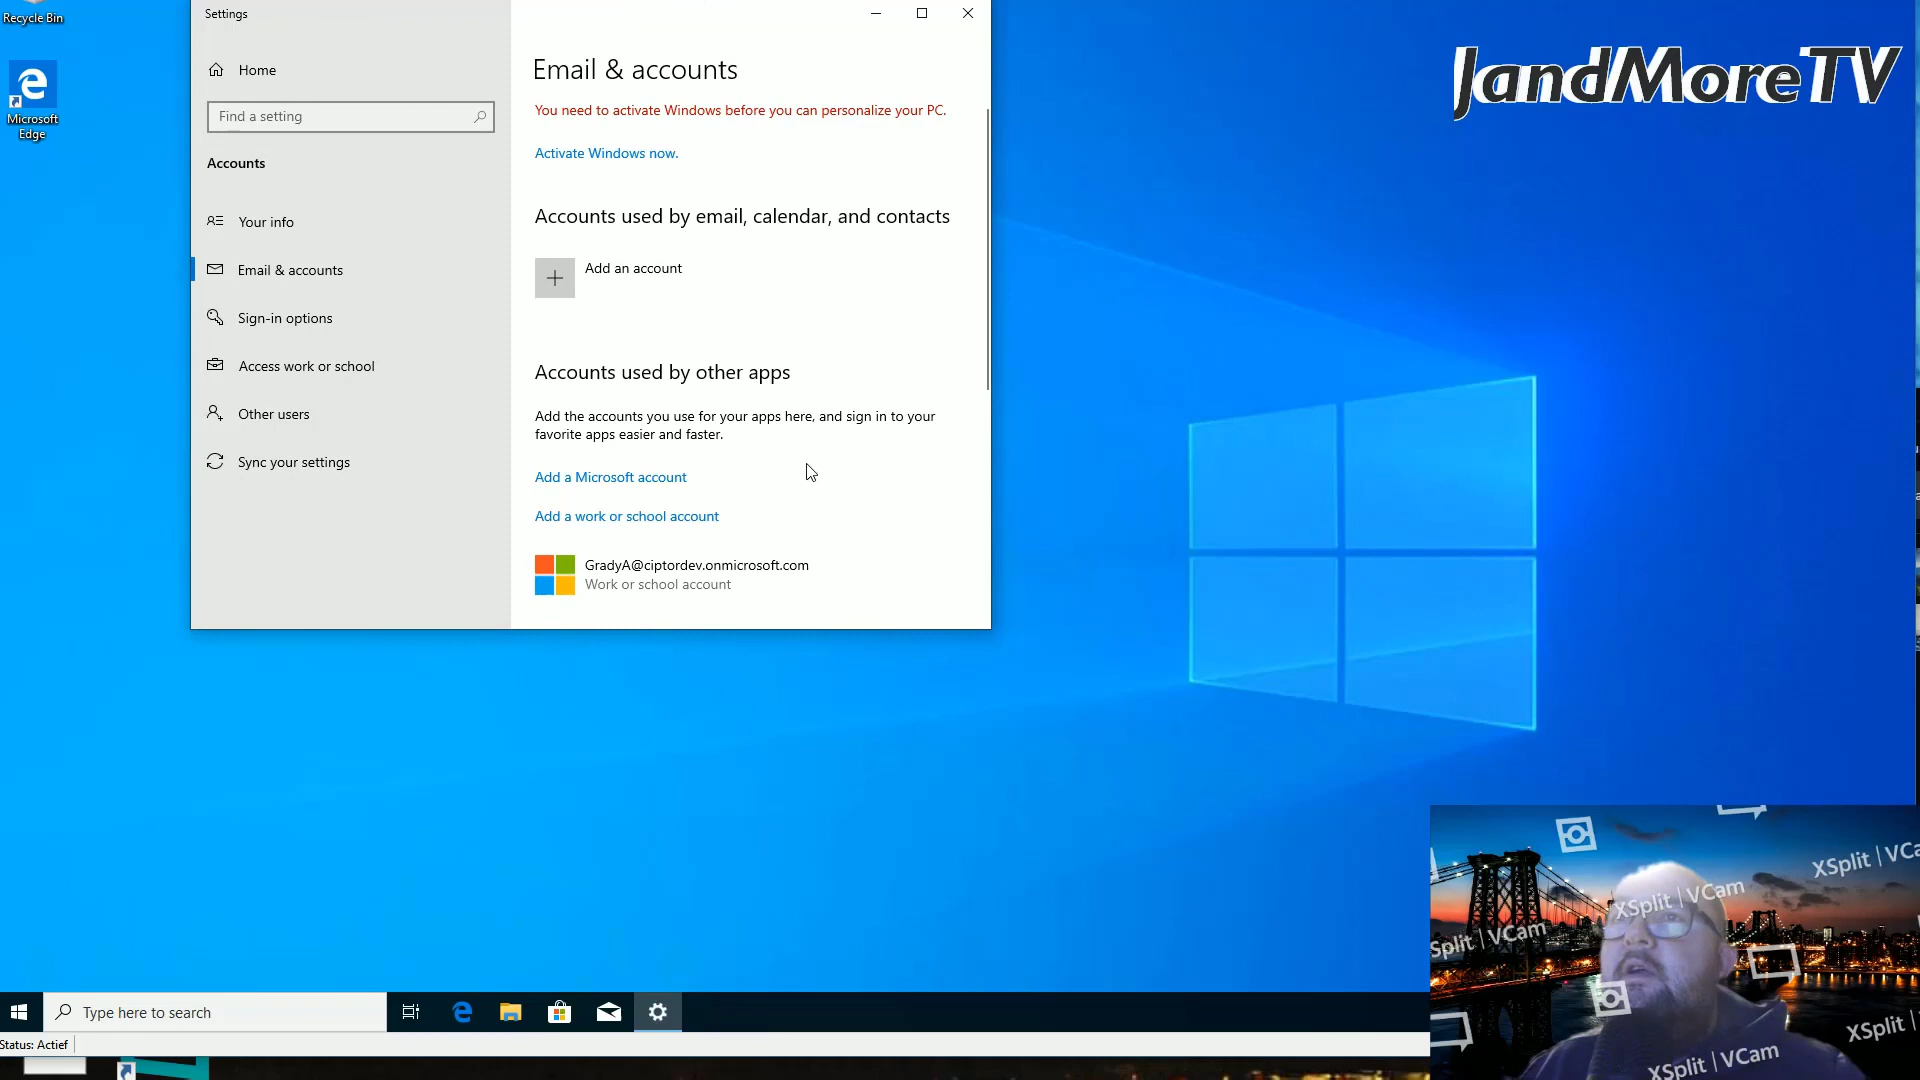 Recycle Bin
Microsoft
Edge
Settings
Home
Find a setting
Accounts
Your info
Email & accounts
Sign-in options
Access work or school
Other users
Sync your settings
Email & accounts
You need to activate Windows before you can personalize your PC.
Activate Windows now.
Accounts used by email, calendar, and contacts
Add an account
Accounts used by other apps
Add the accounts you use for your apps here, and sign in to your
favorite apps easier and faster.
Add a Microsoft account
Add a work or school account
GradyA@ciptordev.onmicrosoft.com
Work or school account
JandMoreTV
XSplit | VCa
XSplit | VCam
Split | VCam
XSplit |
XSplit | VCam
Type here to search
Status: Actief